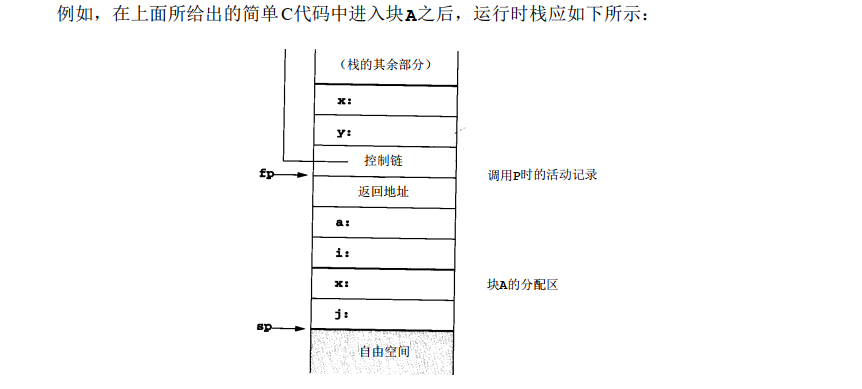 例如，在上面所给出的简单C代码中进入块A之后，运行时栈应如下所示：
（栈的其余部分）
x:
y:
控制链
fp
调用P时的活动记录
返回地址
a:
i:
x:
块A的分配区
j:
sp
自由空间